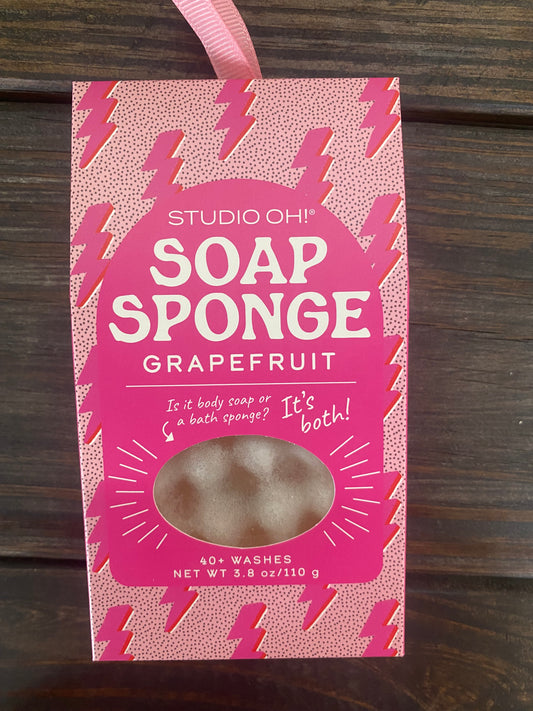 STUDIO OH!®
SOAP
SPONGE
GRAPEFRUIT
Is it body soap or
a bath sponge?
It's
both!
40+ WASHES
NET WT 3.8 oz/110 g